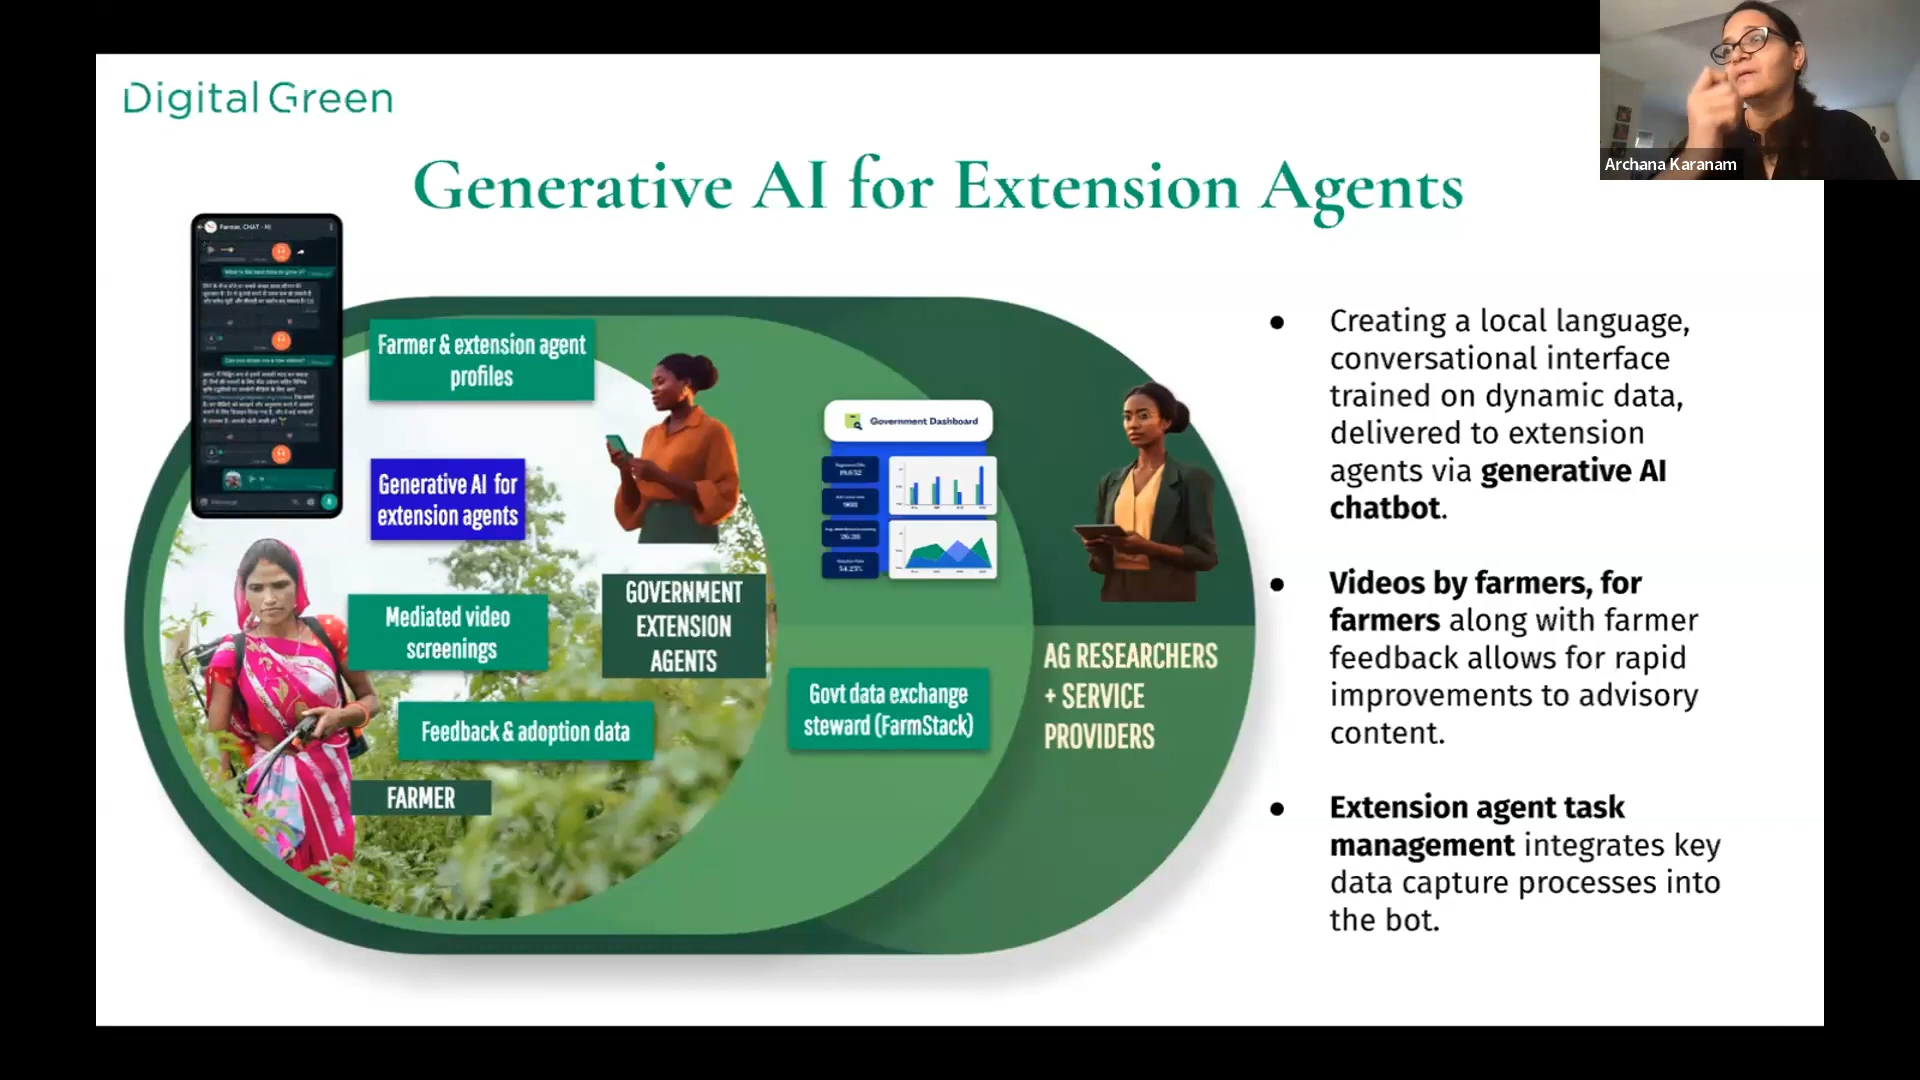 Digital Green
Archana Karanam
Generative AI for Extension Agents
Farmer & extension agent
profiles
Generative AI for
extension agents
Mediated video
screenings
Feedback & adoption data
FARMER
GOVERNMENT
EXTENSION
AGENTS
Government Dashboard
Govt data exchange
steward (FarmStack)
AG RESEARCHERS
+ SERVICE
PROVIDERS
● Creating a local language,
conversational interface
trained on dynamic data,
delivered to extension
agents via generative AI
chatbot.
● Videos by farmers, for
farmers along with farmer
feedback allows for rapid
improvements to advisory
content.
● Extension agent task
management integrates key
data capture processes into
the bot.